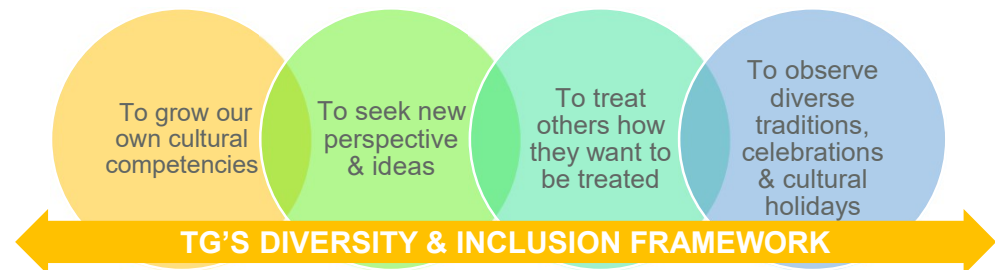 To grow our
own cultural
competencies
To seek new
perspective
& ideas
To treat
others how
they want to
be treated
To observe
diverse
traditions,
celebrations
& cultural
holidays
TG'S DIVERSITY & INCLUSION FRAMEWORK